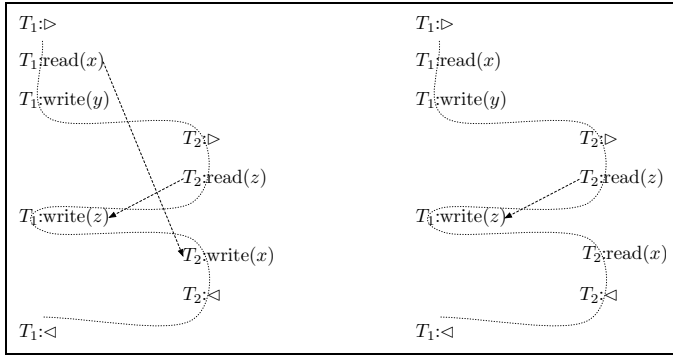 T₁:▷
T₁:read(x)
T₁:write(y)
T₂:▷
T₂:read(z)
T₁:write(z)
T₂:write(x)
T₂:◁
T₁:◁
T₁:▷
T₁:read(x)
T₁:write(y)
T₂:▷
T₂:read(z)
T₁:write(z)
T₂:read(x)
T₂:◁
T₁:◁